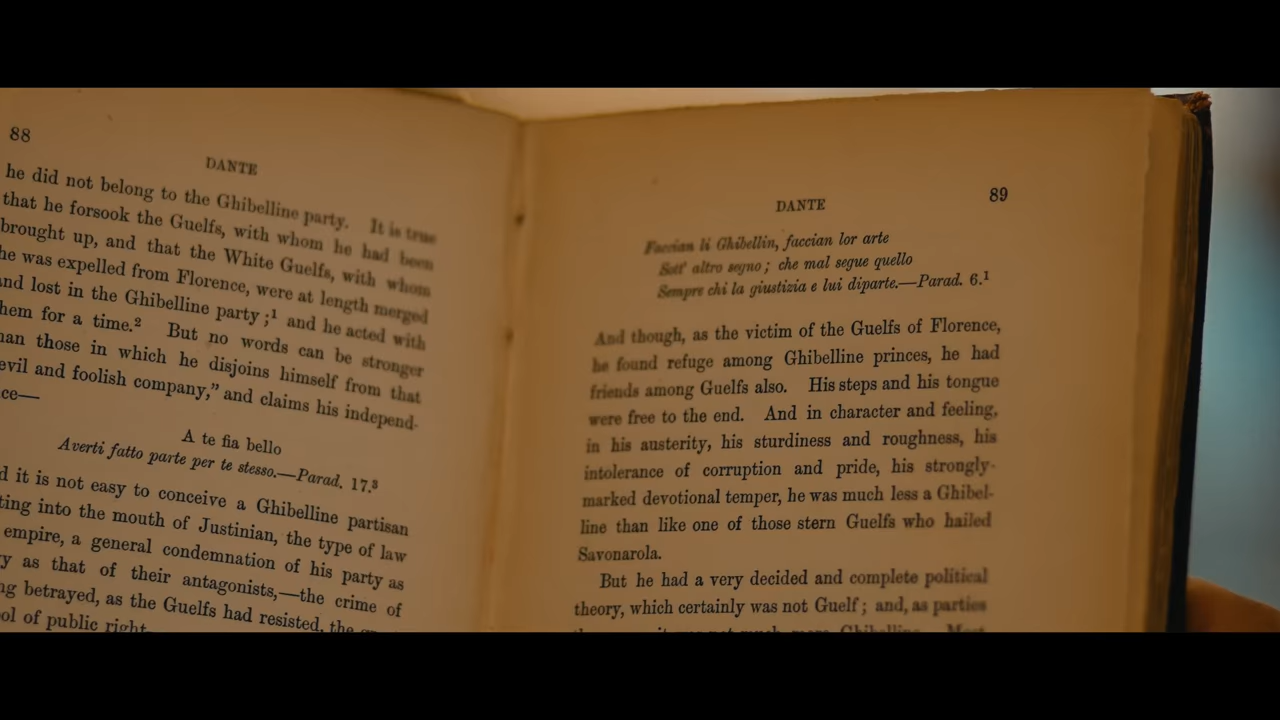 88
DANTE
he did not belong to the Ghibelline party. It is true
that he forsook the Guelfs, with whom he had been
brought up, and that the White Guelfs, with whom
he was expelled from Florence, were at length merged
and lost in the Ghibelline party;¹ and he acted with
them for a time.² But no words can be stronger
than those in which he disjoins himself from that
evil and foolish company," and claims his independ-
ce—
A te fia bello
Averti fatto parte per te stesso.—Parad. 17.³
d it is not easy to conceive a Ghibelline partisan
ting into the mouth of Justinian, the type of law
empire, a general condemnation of his party as
y as that of their antagonists,—the crime of
ng betrayed, as the Guelfs had resisted, the
ol of public right
89
DANTE
Faccian li Ghibellin, faccian lor arte
Sott' altro segno; che mal segue quello
Sempre chi la giustizia e lui diparte.—Parad. 6.¹
And though, as the victim of the Guelfs of Florence,
he found refuge among Ghibelline princes, he had
friends among Guelfs also. His steps and his tongue
were free to the end. And in character and feeling,
in his austerity, his sturdiness and roughness, his
intolerance of corruption and pride, his strongly-
marked devotional temper, he was much less a Ghibel-
line than like one of those stern Guelfs who hailed
Savonarola.
But he had a very decided and complete political
theory, which certainly was not Guelf; and, as parties
it was not much more Ghibelline. Most